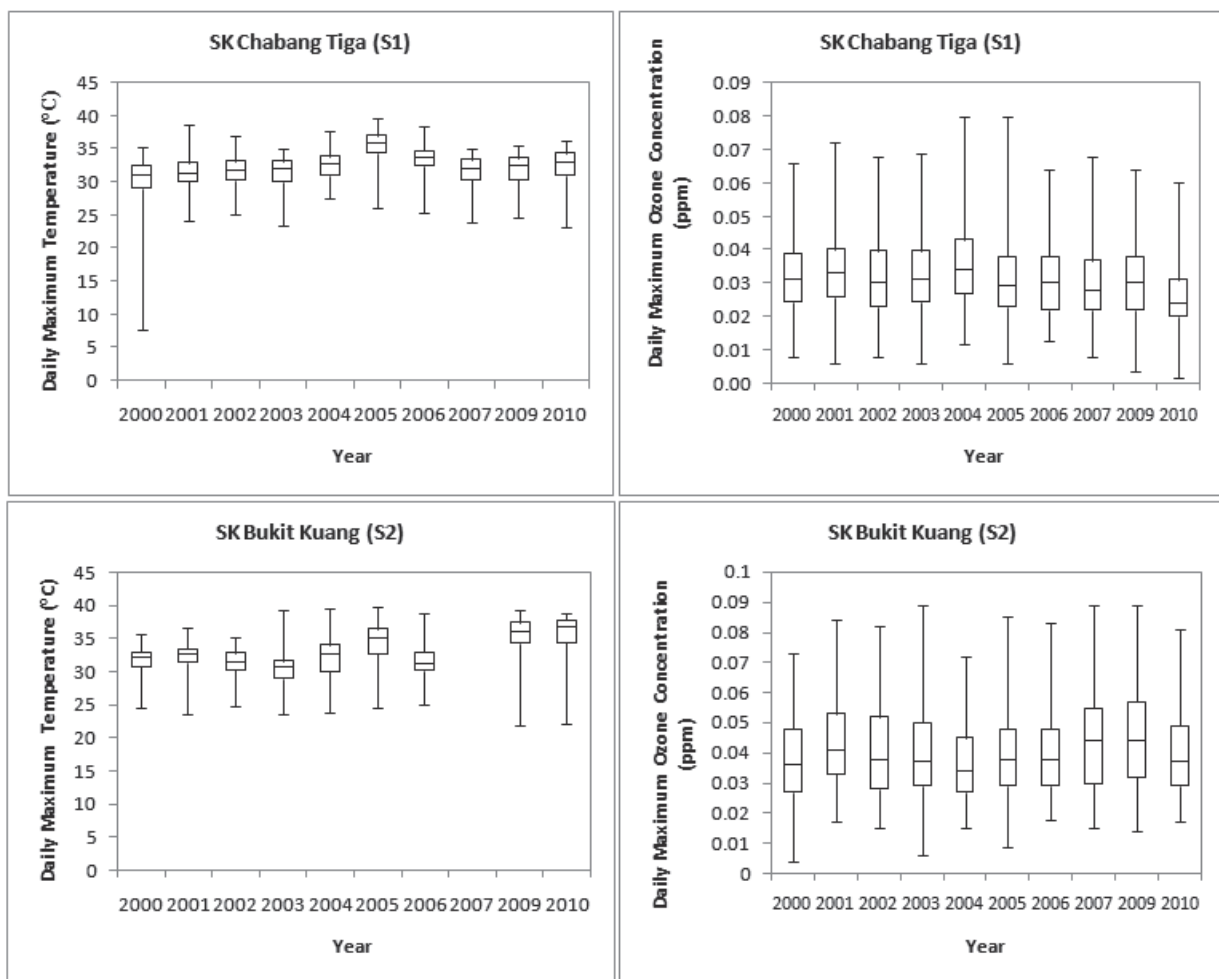 SK Chabang Tiga (S1)
Daily Maximum Temperature (°C)
45
40
35
30
25
20
15
10
5
0
2000 2001 2002 2003 2004 2005 2006 2007 2009 2010
Year
SK Chabang Tiga (S1)
Daily Maximum Ozone Concentration
(ppm)
0.09
0.08
0.07
0.06
0.05
0.04
0.03
0.02
0.01
0.00
2000 2001 2002 2003 2004 2005 2006 2007 2009 2010
Year
SK Bukit Kuang (S2)
Daily Maximum Temperature (°C)
45
40
35
30
25
20
15
10
5
0
2000 2001 2002 2003 2004 2005 2006 2007 2009 2010
Year
SK Bukit Kuang (S2)
Daily Maximum Ozone Concentration
(ppm)
0.1
0.09
0.08
0.07
0.06
0.05
0.04
0.03
0.02
0.01
0
2000 2001 2002 2003 2004 2005 2006 2007 2009 2010
Year